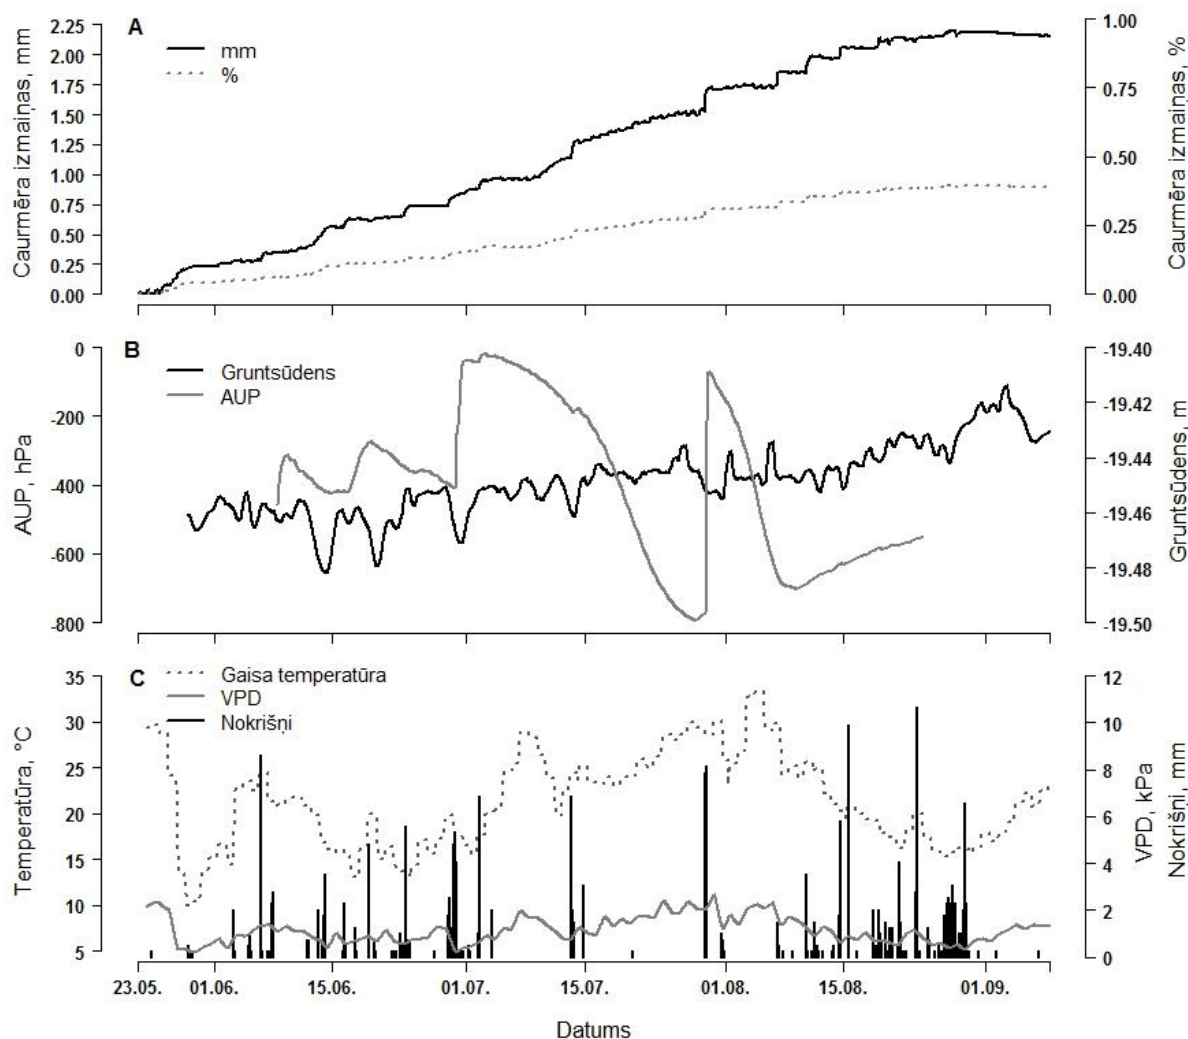 A
mm
%
Caurmēra izmaiņas, mm
2.25
2.00
1.75
1.50
1.25
1.00
0.75
0.50
0.25
0.00
1.00
0.75
0.50
0.25
0.00
Caurmēra izmaiņas, %
B
Gruntsūdens
AUP
AUP, hPa
0
-200
-400
-600
-800
-19.40
-19.42
-19.44
-19.46
-19.48
-19.50
Gruntsūdens, m
C
Gaisa temperatūra
VPD
Nokrišņi
Temperatūra, °C
35
30
25
20
15
10
5
12
10
8
6
4
2
0
VPD, kPa
Nokrišņi, mm
23.05. 01.06. 15.06. 01.07. 15.07. 01.08. 15.08. 01.09.
Datums